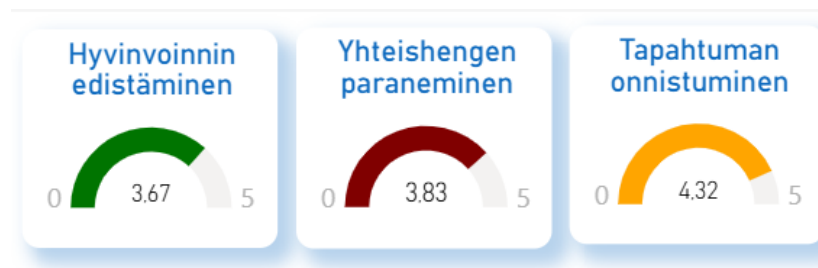 Hyvinvoinnin
edistäminen
0
3,67
5
Yhteishengen
paraneminen
0
3,83
5
Tapahtuman
onnistuminen
0
4,32
5